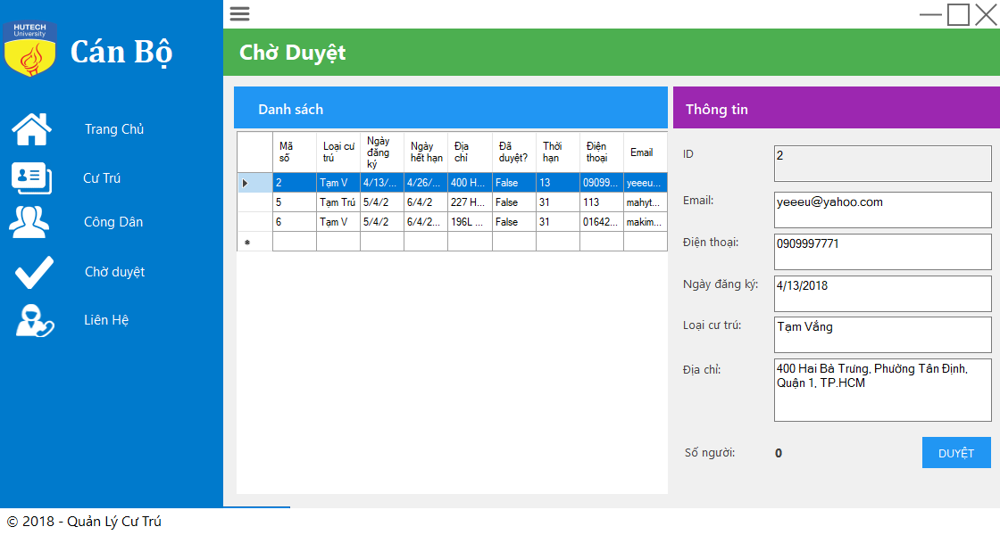 HUTECH
University
Cán Bộ
Trang Chủ
Cư Trú
Công Dân
Chờ duyệt
Liên Hệ
Chờ Duyệt
Danh sách
Mã số Loại cư trú Ngày đăng ký Ngày hết hạn Địa chỉ Đã duyệt? Thời hạn Điện thoại Email
2 Tạm V 4/13/... 4/26/... 400 H... False 13 09099... yeeeu...
5 Tạm Trú 5/4/2 6/4/2 227 H... False 31 113 mahyt...
6 Tạm V 5/4/2 6/4/2... 196L ... False 31 01642... makim...
Thông tin
ID 2
Email: yeeeu@yahoo.com
Điện thoại: 0909997771
Ngày đăng ký: 4/13/2018
Loại cư trú: Tạm Vắng
Địa chỉ: 400 Hai Bà Trưng, Phường Tân Định,
Quận 1, TP.HCM
Số người: 0
DUYỆT
© 2018 - Quản Lý Cư Trú